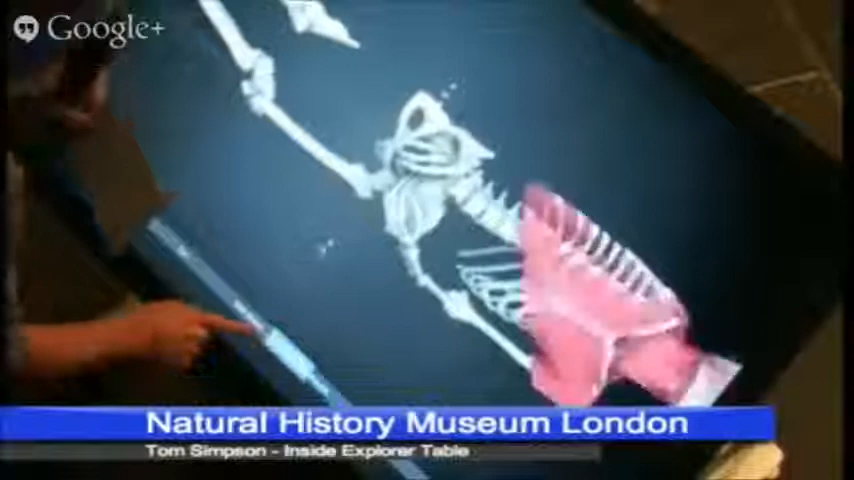 Google+
Natural History Museum London
Tom Simpson - Inside Explorer Table